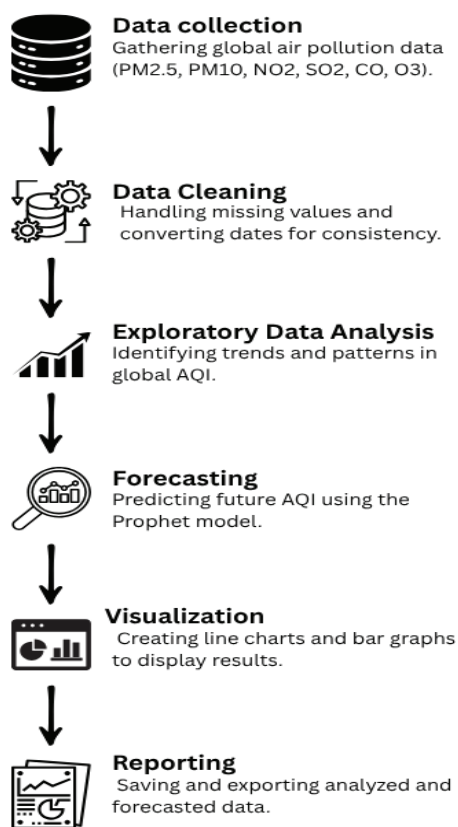 Data collection
Gathering global air pollution data
(PM2.5, PM10, NO2, SO2, CO, O3).
Data Cleaning
Handling missing values and
converting dates for consistency.
Exploratory Data Analysis
Identifying trends and patterns in
global AQI.
Forecasting
Predicting future AQI using the
Prophet model.
Visualization
Creating line charts and bar graphs
to display results.
Reporting
Saving and exporting analyzed and
forecasted data.